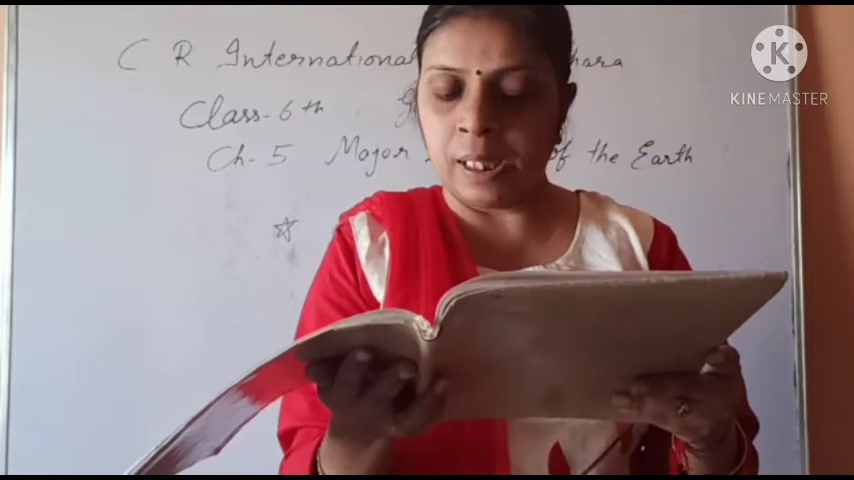 C R International
Class-6th
Ch-5 Major of the Earth
K
KINEMASTER